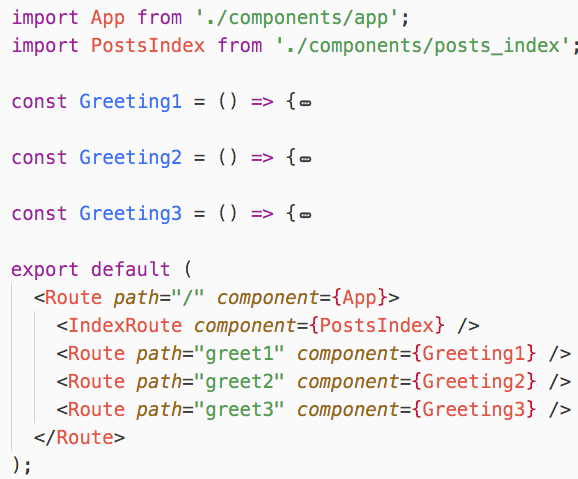 import App from './components/app';
import PostsIndex from './components/posts_index';
const Greeting1 = () => {
const Greeting2 = () => {
const Greeting3 = () => {
export default (
<Route path="/" component={App}>
<IndexRoute component={PostsIndex} />
<Route path="greet1" component={Greeting1} />
<Route path="greet2" component={Greeting2} />
<Route path="greet3" component={Greeting3} />
</Route>
);